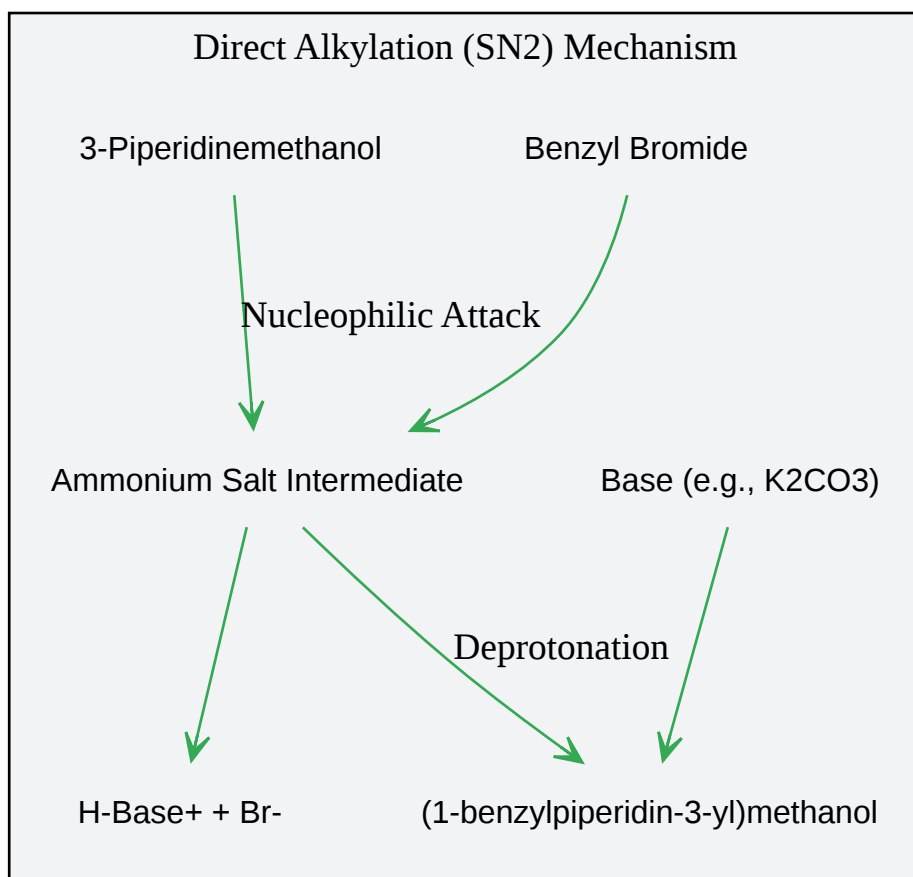 Direct Alkylation (SN2) Mechanism
3-Piperidinemethanol
Benzyl Bromide
Nucleophilic Attack
Ammonium Salt Intermediate
Base (e.g., K2CO3)
Deprotonation
H-Base+ + Br-
(1-benzylpiperidin-3-yl)methanol